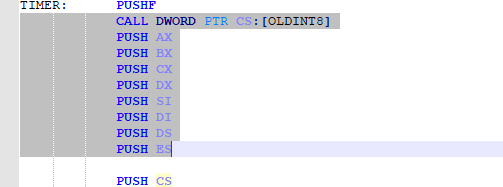 TIMER: PUSHF
CALL DWORD PTR CS:[OLDINT8]
PUSH AX
PUSH BX
PUSH CX
PUSH DX
PUSH SI
PUSH DI
PUSH DS
PUSH ES
PUSH CS